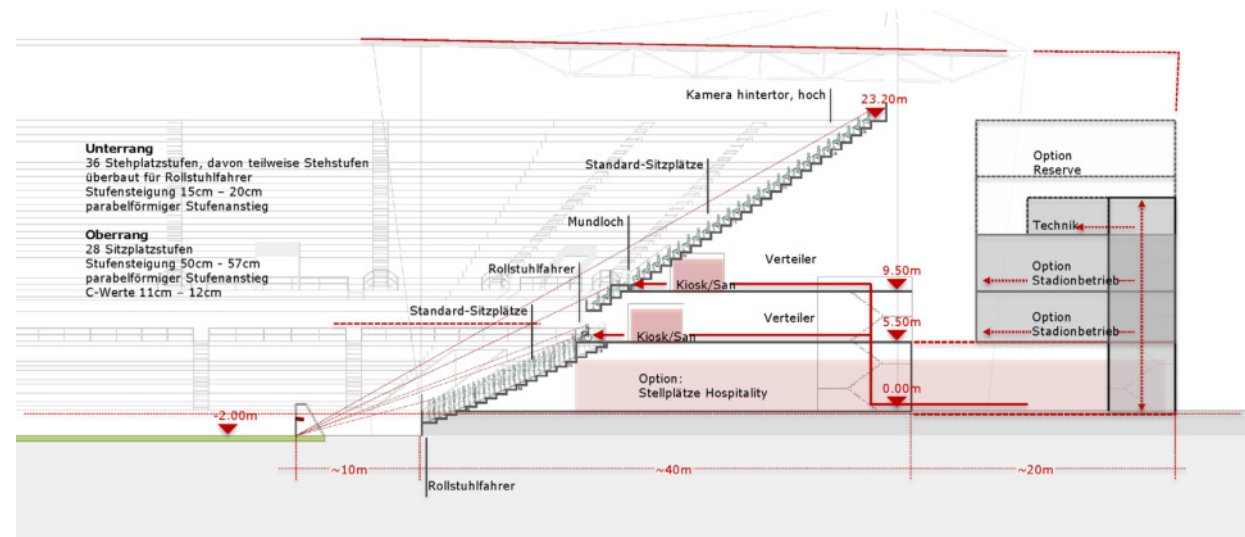 Kamera hintertor, hoch
23.20m
Unterrang
36 Stehplatzstufen, davon teilweise Stehstufen
überbaut für Rollstuhlfahrer
Stufensteigung 15cm – 20cm
parabelförmiger Stufenanstieg
Oberrang
28 Sitzplatzstufen
Stufensteigung 50cm - 57cm
parabelförmiger Stufenanstieg
C-Werte 11cm – 12cm
Standard-Sitzplätze
Mundloch
Rollstuhlfahrer
Standard-Sitzplätze
Verteiler
Kiosk/San
9.50m
Verteiler
Kiosk/San
5.50m
Option:
Stellplätze Hospitality
0.00m
-2.00m
Option
Reserve
Technik
Option
Stadionbetrieb
Option
Stadionbetrieb
~10m
~40m
~20m
Rollstuhlfahrer